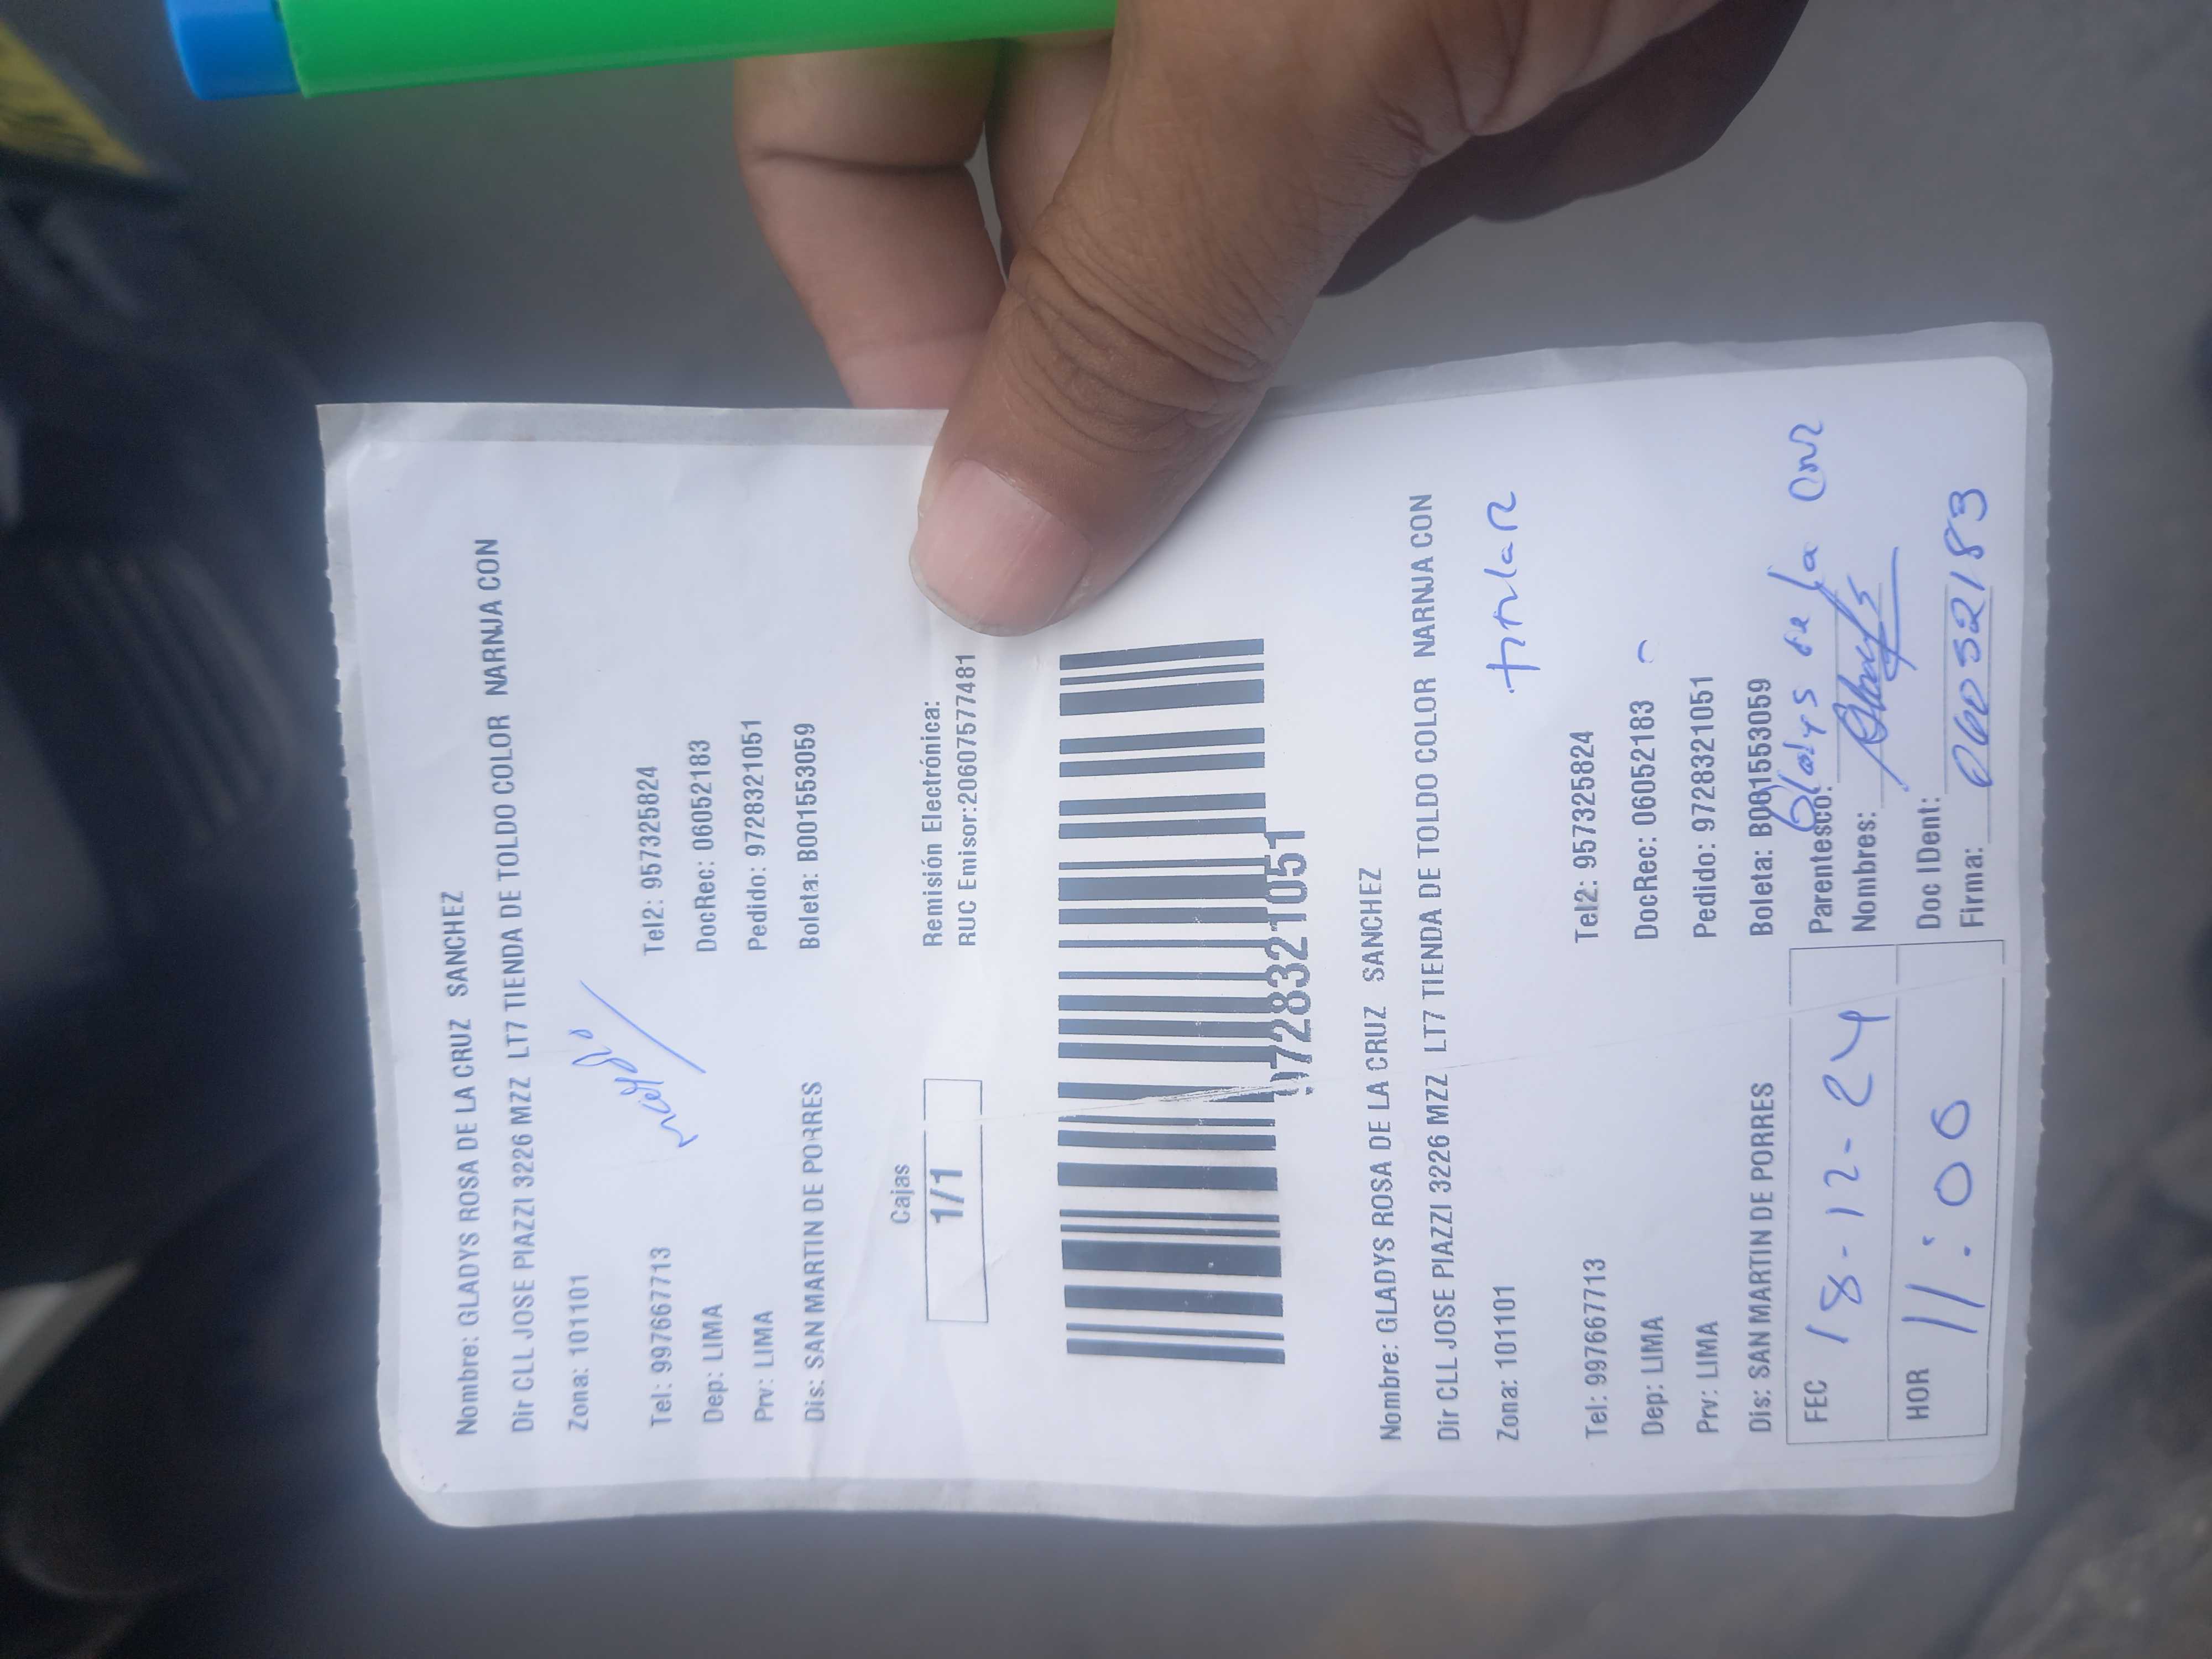 Nombre: GLADYS ROSA DE LA CRUZ SANCHEZ
Dir CLL JOSE PIAZZI 3226 MZZ LT7 TIENDA DE TOLDO COLOR NARNJA CON
Zona: 101101
Tel: 997667713 Tel2: 957325824
Dep: LIMA DocRec: 06052183
Prv: LIMA Pedido: 9728321051
Dis: SAN MARTIN DE PORRES Boleta: B001553059
Cajas
1/1
Remisión Electrónica:
RUC Emisor:20607577481
9728321051
Nombre: GLADYS ROSA DE LA CRUZ SANCHEZ
Dir CLL JOSE PIAZZI 3226 MZZ LT7 TIENDA DE TOLDO COLOR NARNJA CON
Zona: 101101 titular
Tel: 997667713 Tel2: 957325824
Dep: LIMA DocRec: 06052183
Prv: LIMA Pedido: 9728321051
Dis: SAN MARTIN DE PORRES Boleta: B001553059
FEC 18-12-24
HOR 11:00
Parentesco: Gladys de la Cruz
Nombres:
Doc IDent: 06052183
Firma: